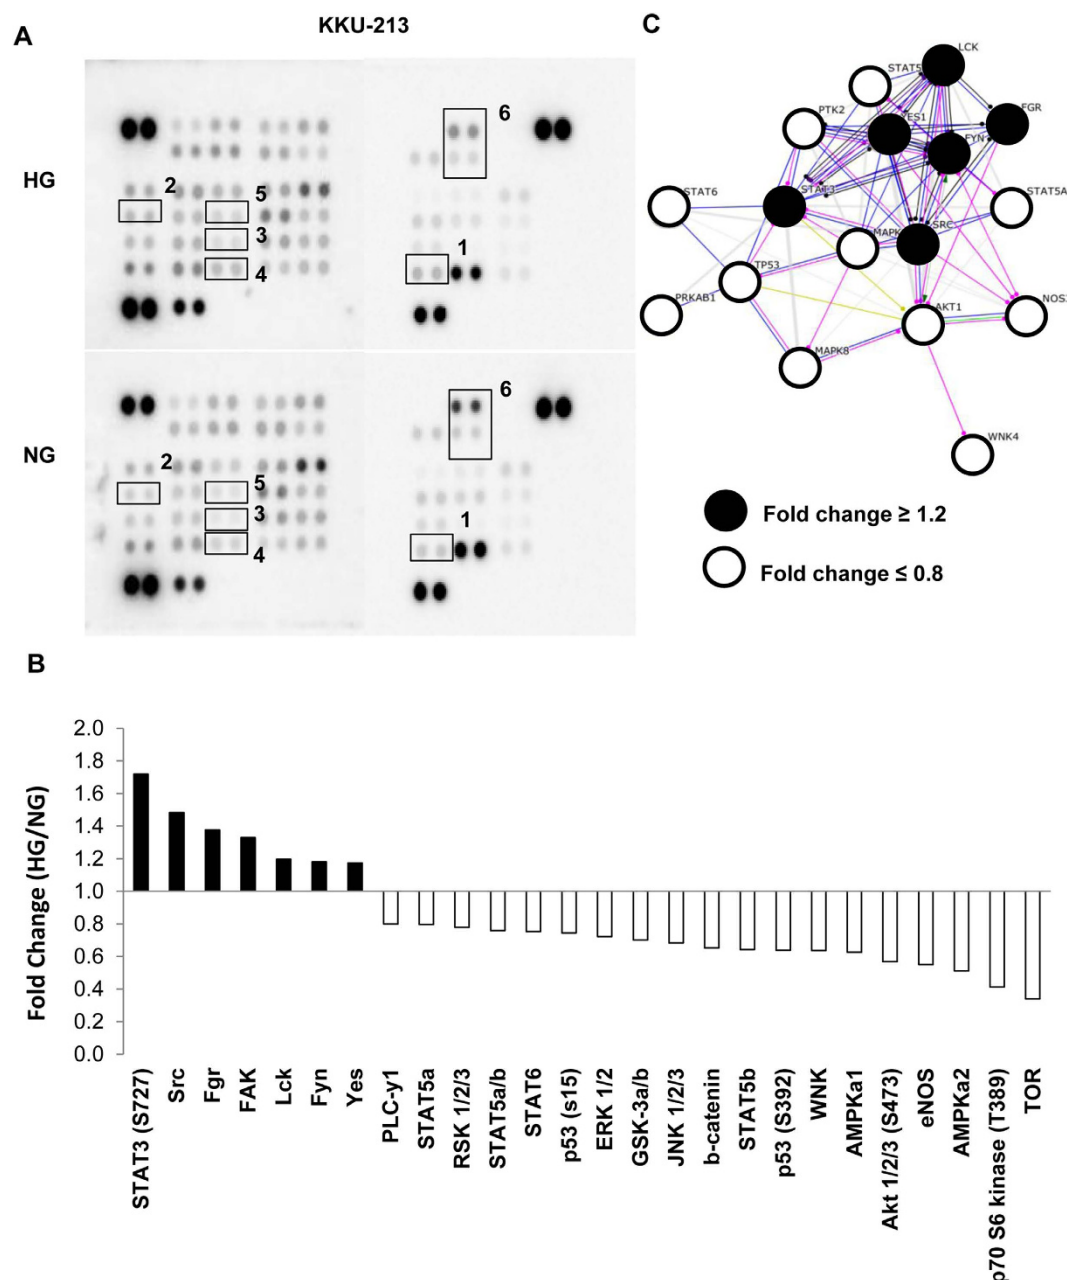 A
KKU-213
C
HG
2
5
3
4
6
1
NG
2
5
3
4
6
1
LCK
STAT5
PTK2
YES1
FGR
FYN
STAT6
STAT3
STAT5A
MAPK
SRC
TP53
PRKAB1
AKT1
NOS3
MAPK8
WNK4
Fold change ≥ 1.2
Fold change ≤ 0.8
B
Fold Change (HG/NG)
2.0
1.8
1.6
1.4
1.2
1.0
0.8
0.6
0.4
0.2
0.0
STAT3 (S727)
Src
Fgr
FAK
Lck
Fyn
Yes
PLC-y1
STAT5a
RSK 1/2/3
STAT5a/b
STAT6
p53 (s15)
ERK 1/2
GSK-3a/b
JNK 1/2/3
b-catenin
STAT5b
p53 (S392)
WNK
AMPKa1
Akt 1/2/3 (S473)
eNOS
AMPKa2
p70 S6 kinase (T389)
TOR